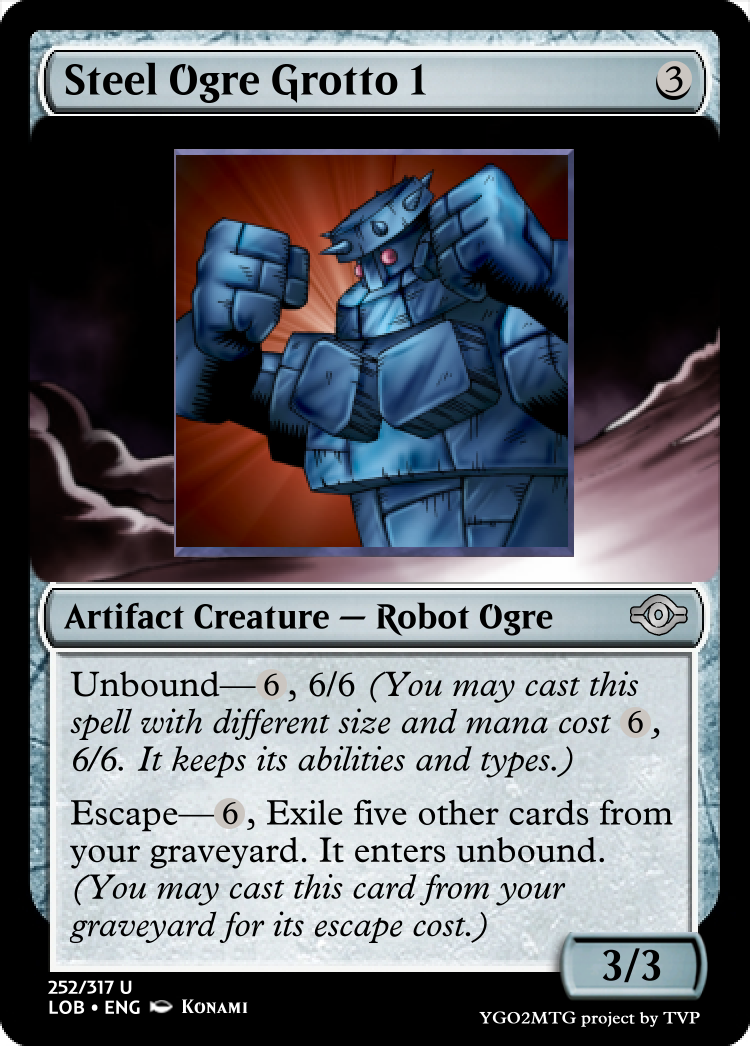 Steel Ogre Grotto 1
3
Artifact Creature — Robot Ogre
Unbound—6, 6/6 (You may cast this
spell with different size and mana cost 6,
6/6. It keeps its abilities and types.)
Escape—6, Exile five other cards from
your graveyard. It enters unbound.
(You may cast this card from your
graveyard for its escape cost.)
3/3
252/317 U
LOB • ENG Konami
YGO2MTG project by TVP